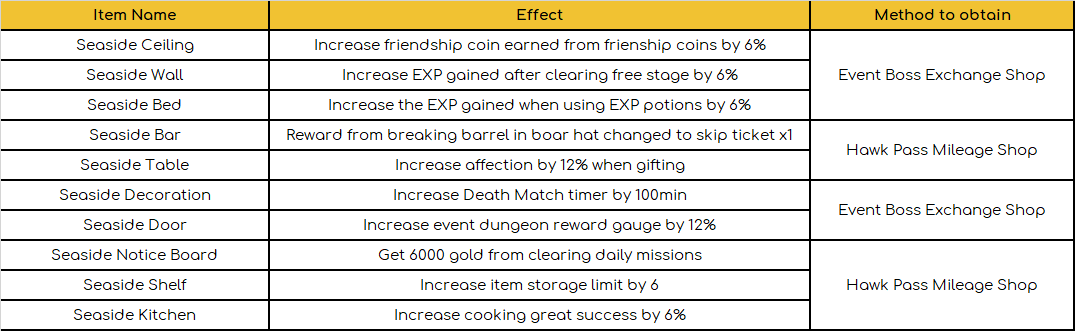 Item Name Effect Method to obtain
Seaside Ceiling Increase friendship coin earned from frienship coins by 6%
Seaside Wall Increase EXP gained after clearing free stage by 6% Event Boss Exchange Shop
Seaside Bed Increase the EXP gained when using EXP potions by 6%
Seaside Bar Reward from breaking barrel in boar hat changed to skip ticket x1
Hawk Pass Mileage Shop
Seaside Table Increase affection by 12% when gifting
Seaside Decoration Increase Death Match timer by 100min
Event Boss Exchange Shop
Seaside Door Increase event dungeon reward gauge by 12%
Seaside Notice Board Get 6000 gold from clearing daily missions
Seaside Shelf Increase item storage limit by 6 Hawk Pass Mileage Shop
Seaside Kitchen Increase cooking great success by 6%